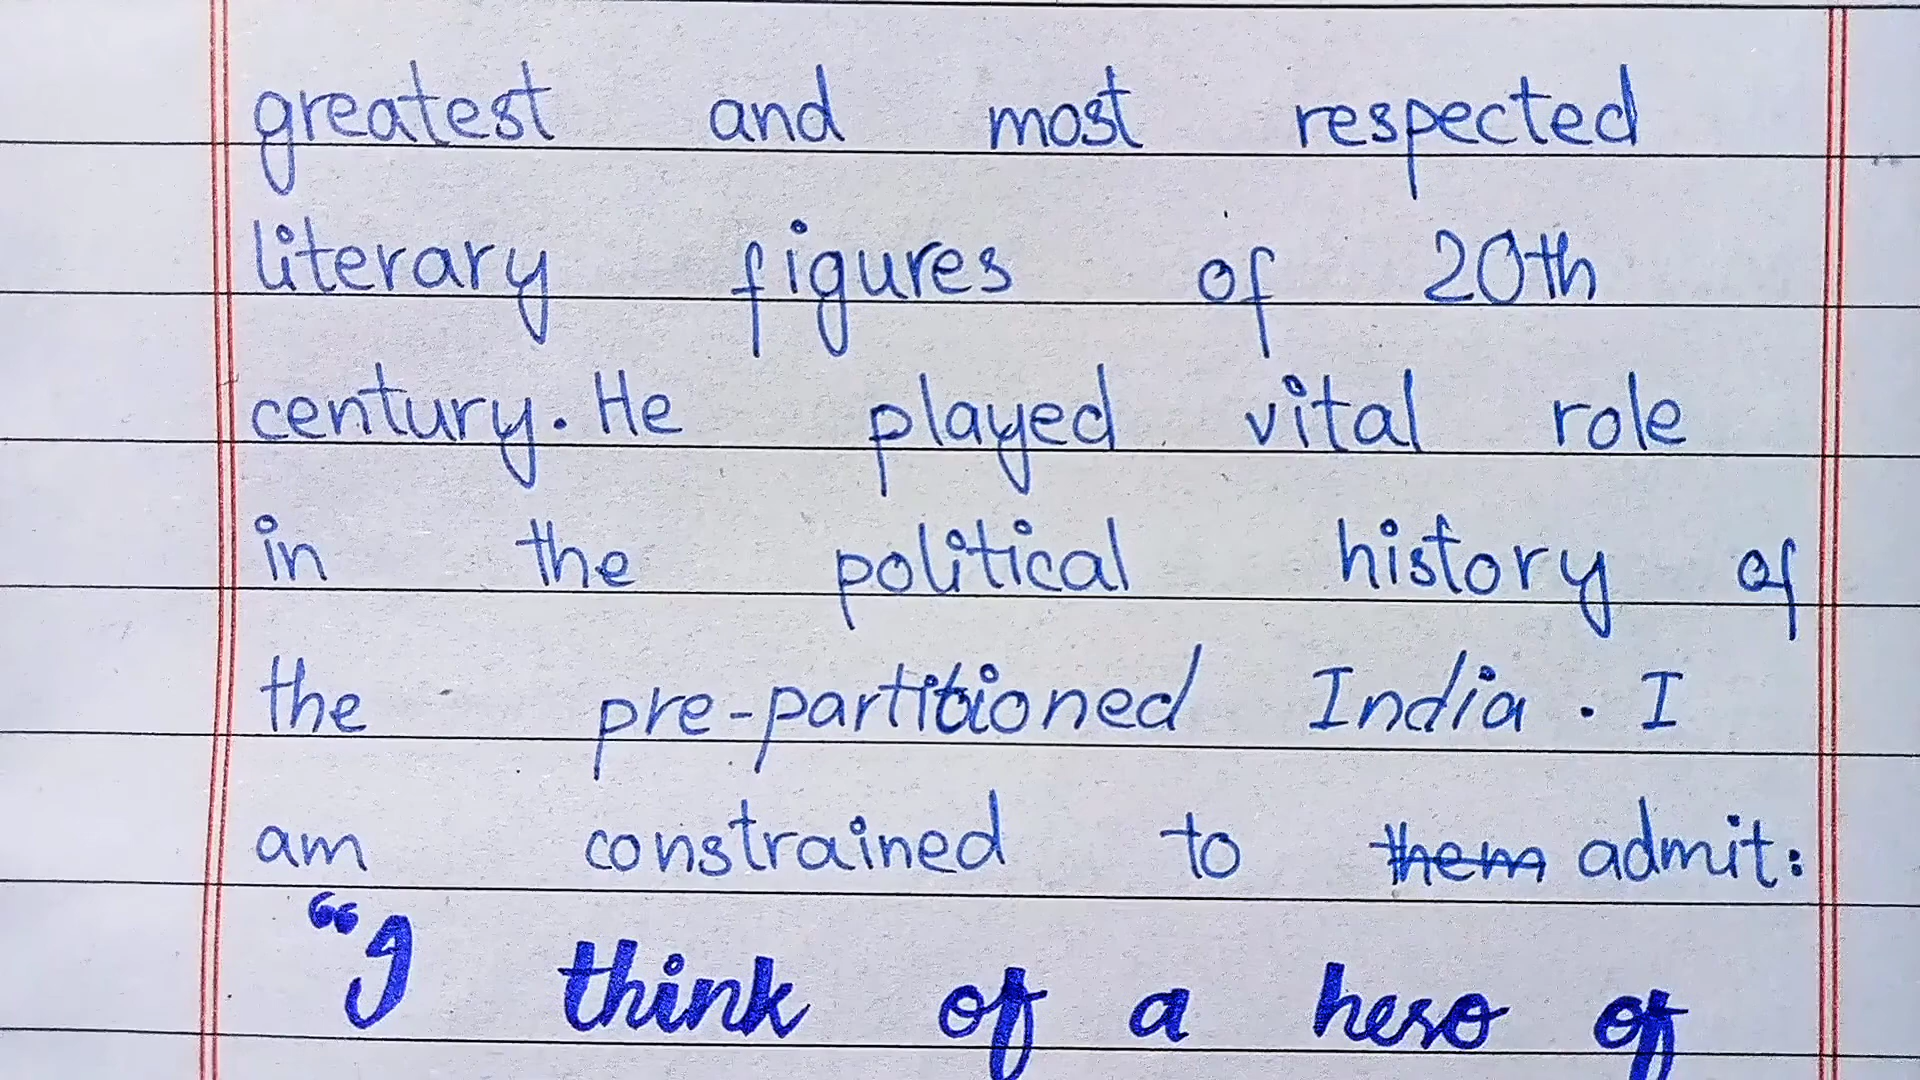 greatest and most respected
literary figures of 20th
century. He played vital role
in the political history of
the pre-partitioned India. I
am constrained to them admit:
“I think of a hero of